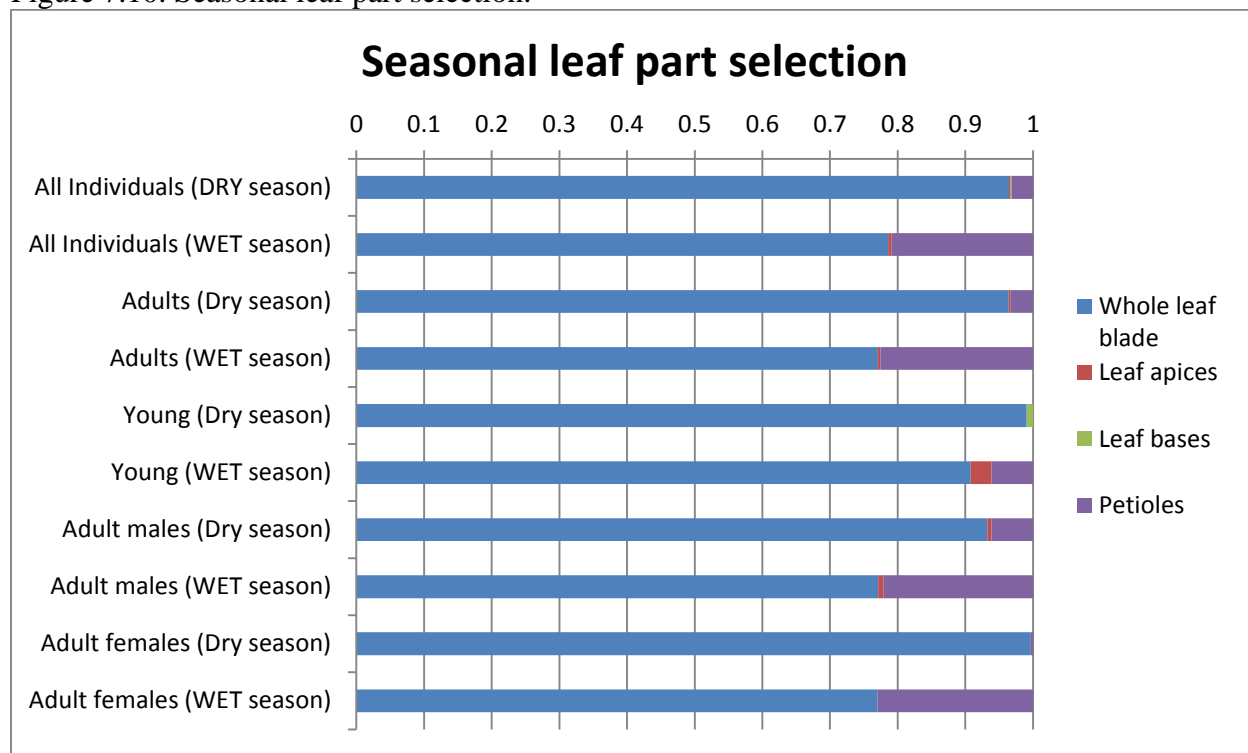 Figure 7.16. Seasonal leaf part selection.
Seasonal leaf part selection
0 0.1 0.2 0.3 0.4 0.5 0.6 0.7 0.8 0.9 1
All Individuals (DRY season)
All Individuals (WET season)
Adults (Dry season)
Adults (WET season)
Young (Dry season)
Young (WET season)
Adult males (Dry season)
Adult males (WET season)
Adult females (Dry season)
Adult females (WET season)
Whole leaf
blade
Leaf apices
Leaf bases
Petioles